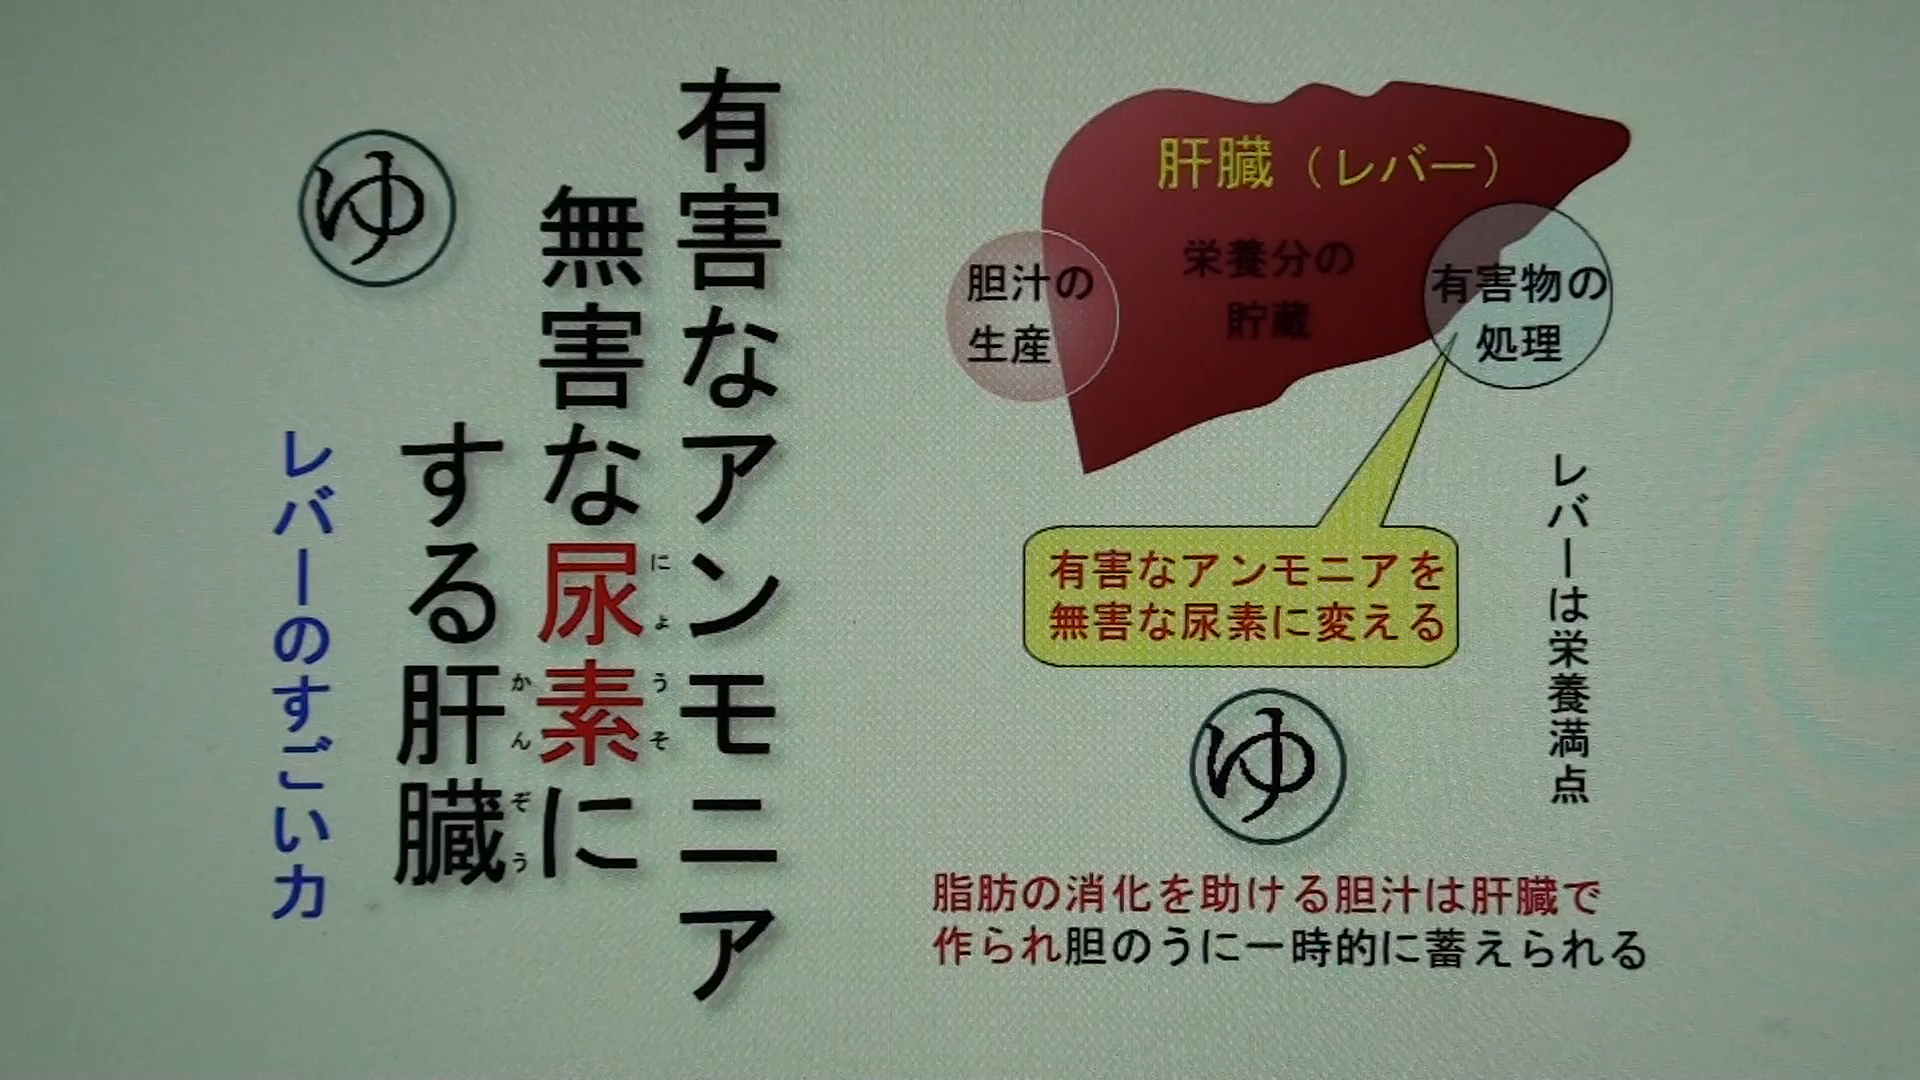 有害なアンモニア
無害な尿素に
にょうそ
する肝臓
かんぞう
ゆ
レバーのすごい力
肝臓（レバー）
胆汁の
生産
栄養分の
貯蔵
有害物の
処理
有害なアンモニアを
無害な尿素に変える
レバーは栄養満点
ゆ
脂肪の消化を助ける胆汁は肝臓で
作られ胆のうに一時的に蓄えられる